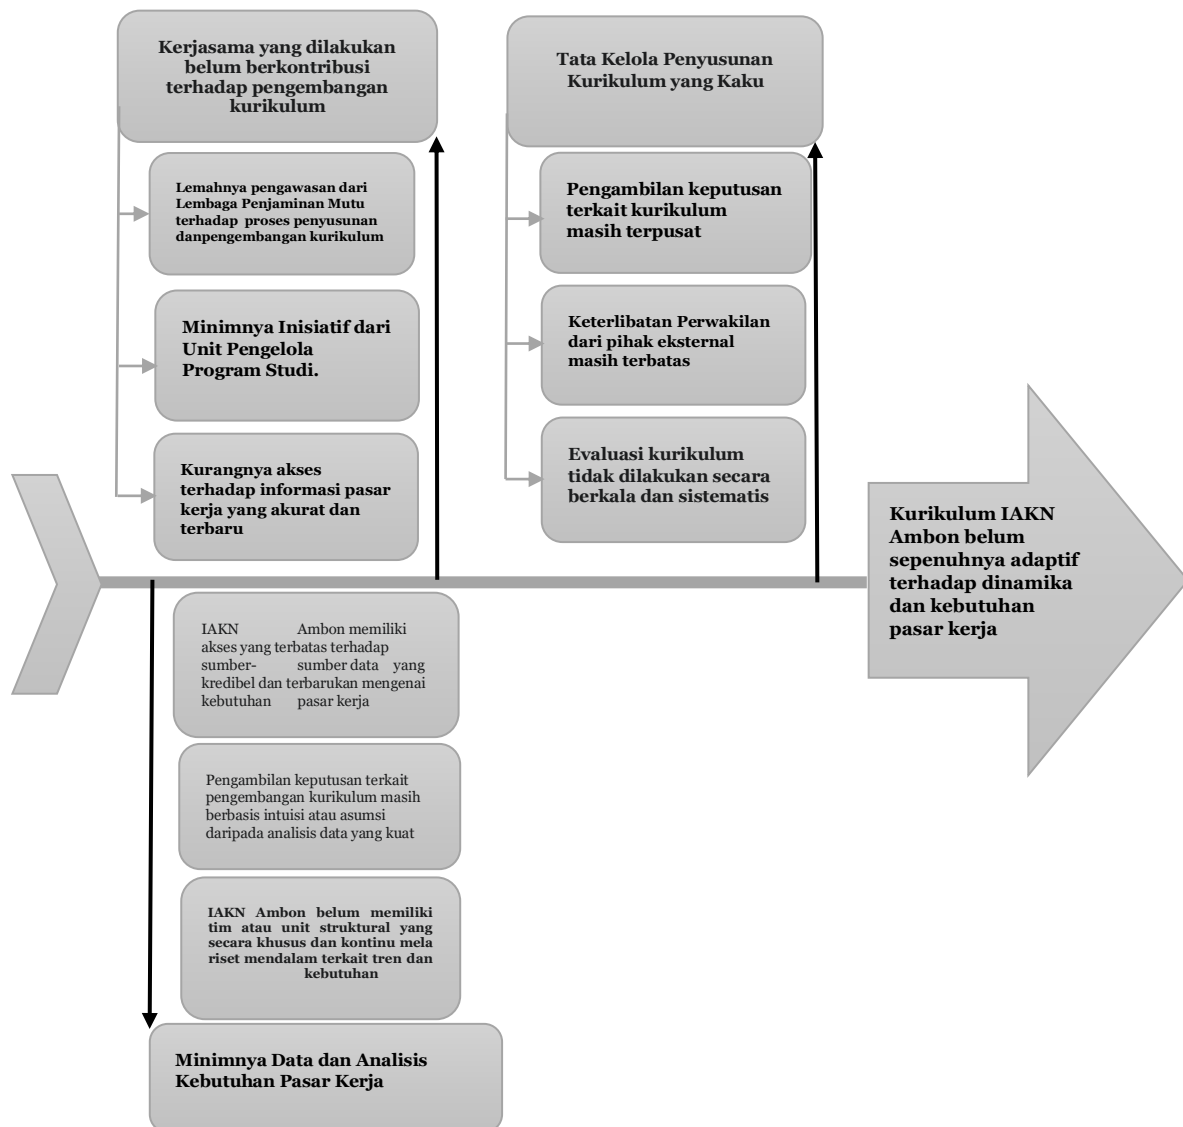 Kerjasama yang dilakukan
belum berkontribusi
terhadap pengembangan
kurikulum
Lemahnya pengawasan dari
Lembaga Penjaminan Mutu
terhadap proses penyusunan
danpengembangan kurikulum
Minimnya Inisiatif dari
Unit Pengelola
Program Studi.
Kurangnya akses
terhadap informasi pasar
kerja yang akurat dan
terbaru
Tata Kelola Penyusunan
Kurikulum yang Kaku
Pengambilan keputusan
terkait kurikulum
masih terpusat
Keterlibatan Perwakilan
dari pihak eksternal
masih terbatas
Evaluasi kurikulum
tidak dilakukan secara
berkala dan sistematis
Kurikulum IAKN
Ambon belum
sepenuhnya adaptif
terhadap dinamika
dan kebutuhan
pasar kerja
IAKN Ambon memiliki
akses yang terbatas terhadap
sumber- sumber data yang
kredibel dan terbarukan mengenai
kebutuhan pasar kerja
Pengambilan keputusan terkait
pengembangan kurikulum masih
berbasis intuisi atau asumsi
daripada analisis data yang kuat
IAKN Ambon belum memiliki
tim atau unit struktural yang
secara khusus dan kontinu mela
riset mendalam terkait tren dan
kebutuhan
Minimnya Data dan Analisis
Kebutuhan Pasar Kerja